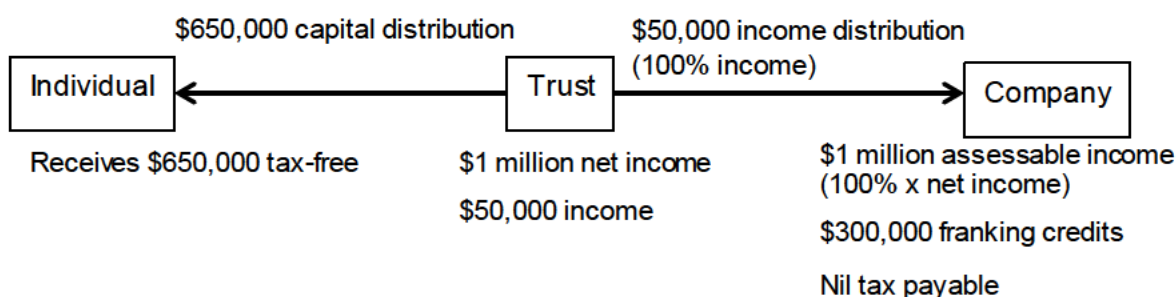 $650,000 capital distribution
$50,000 income distribution
(100% income)
Individual
Trust
Company
Receives $650,000 tax-free
$1 million net income
$50,000 income
$1 million assessable income
(100% x net income)
$300,000 franking credits
Nil tax payable